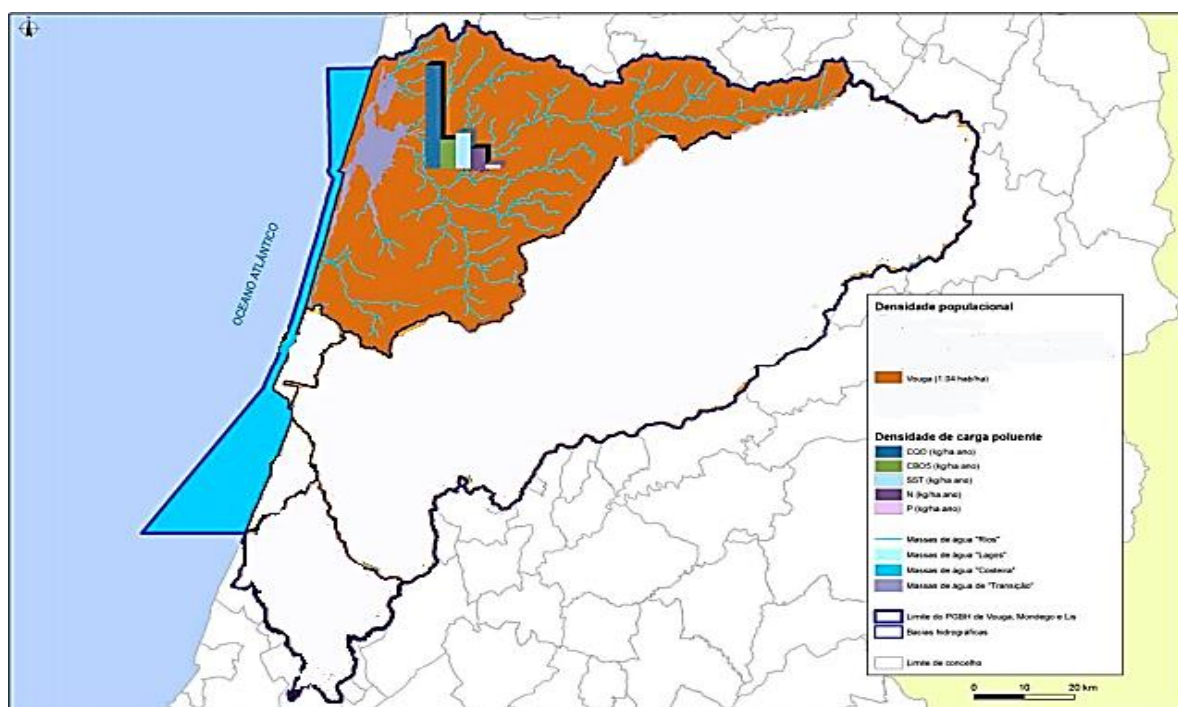 OCEANO ATLÂNTICO
Densidade populacional
Vouga (1.04 hab/ha)
Densidade de carga poluente
CQO (kg/ha ano)
CBO5 (kg/ha ano)
SST (kg/ha ano)
N (kg/ha ano)
P (kg/ha ano)
Massas de água "Rios"
Massas de água "Lagos"
Massas de água "Costeira"
Massas de água de "Transição"
Limite do PGBH de Vouga, Mondego e Lis
Bacias hidrográficas
Limite de concelho
0 10 20 km